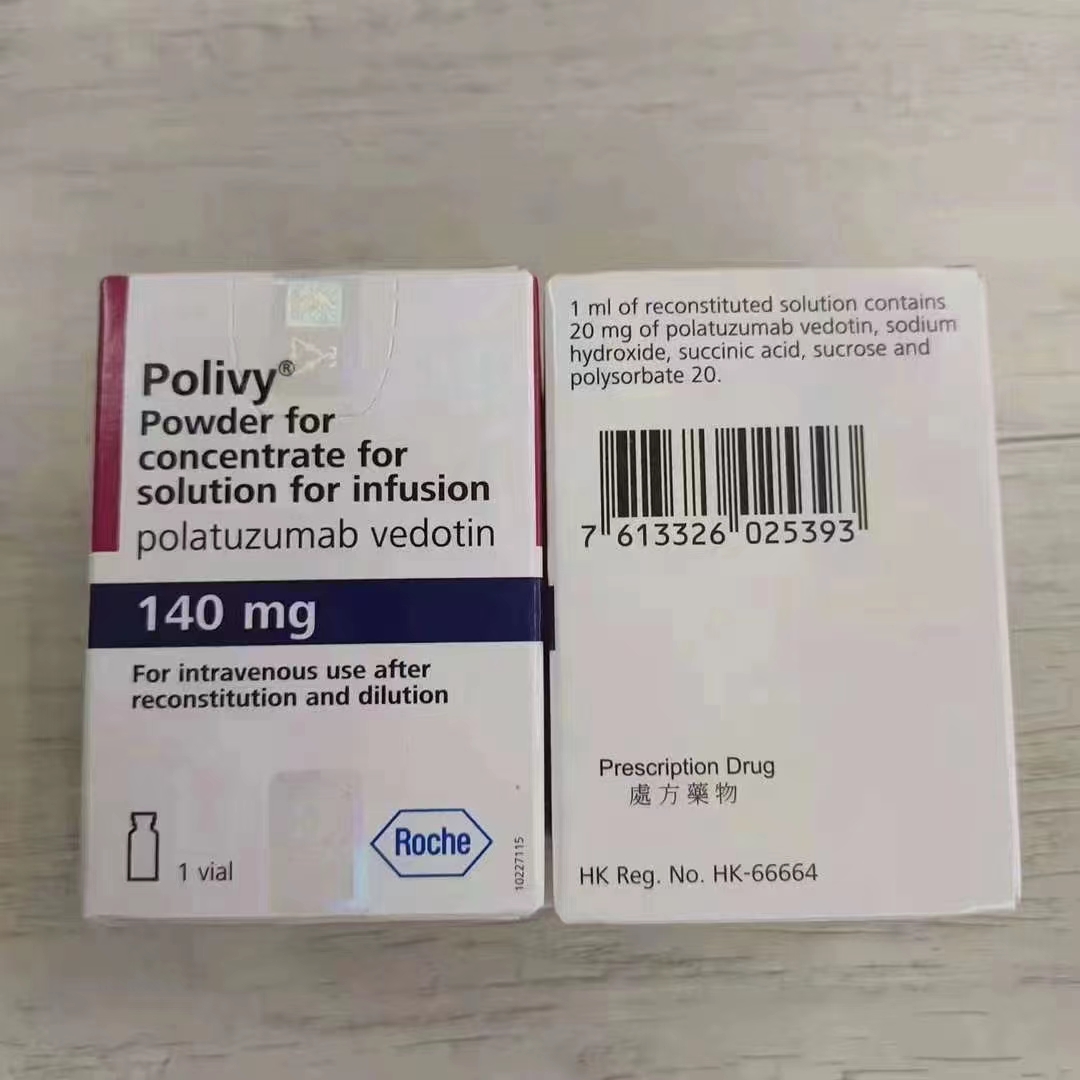 Polivy®
Powder for
concentrate for
solution for infusion
polatuzumab vedotin
140 mg
For intravenous use after
reconstitution and dilution
1 vial
Roche
10227115
1 ml of reconstituted solution contains
20 mg of polatuzumab vedotin, sodium
hydroxide, succinic acid, sucrose and
polysorbate 20.
7 613326 025393
Prescription Drug
處方藥物
HK Reg. No. HK-66664